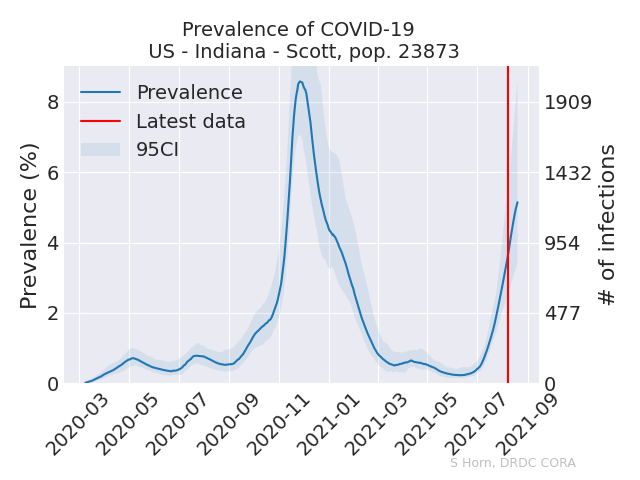 Prevalence of COVID-19
US - Indiana - Scott, pop. 23873
Prevalence
Latest data
95CI
Prevalence (%)
8
6
4
2
0
1909
1432
954
477
0
# of infections
2020-03
2020-05
2020-07
2020-09
2020-11
2021-01
2021-03
2021-05
2021-07
2021-09
S Horn, DRDC CORA